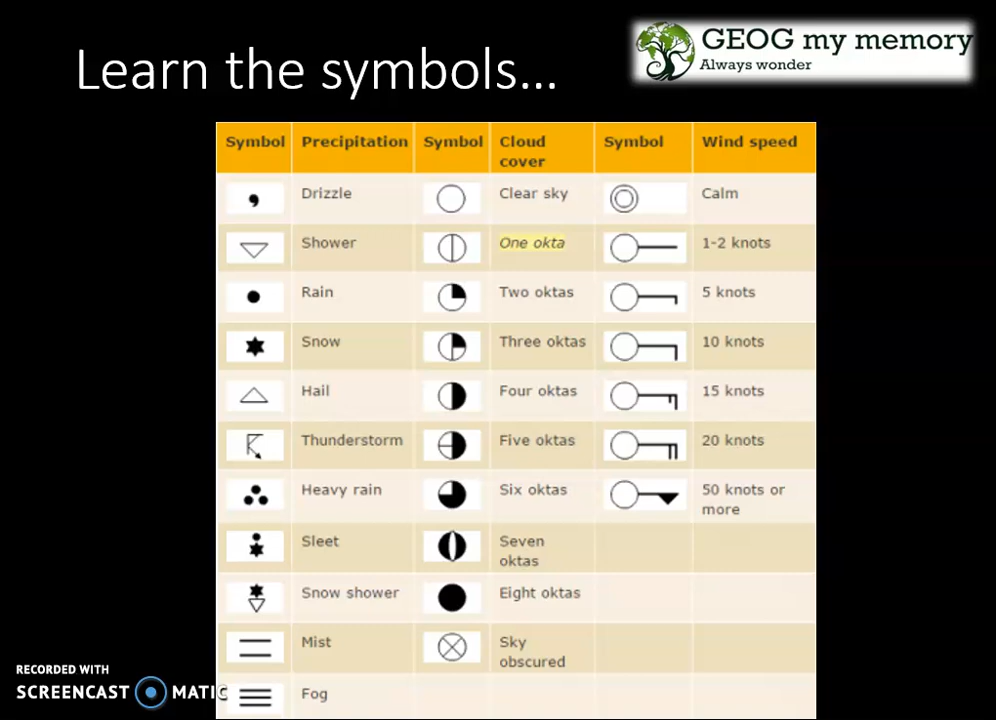 GEOG my memory
Always wonder
Learn the symbols...
Symbol Precipitation Symbol Cloud cover Symbol Wind speed
Drizzle Clear sky Calm
Shower One okta 1-2 knots
Rain Two oktas 5 knots
Snow Three oktas 10 knots
Hail Four oktas 15 knots
Thunderstorm Five oktas 20 knots
Heavy rain Six oktas 50 knots or more
Sleet Seven oktas
Snow shower Eight oktas
Mist Sky obscured
Fog
RECORDED WITH
SCREENCAST MATIC